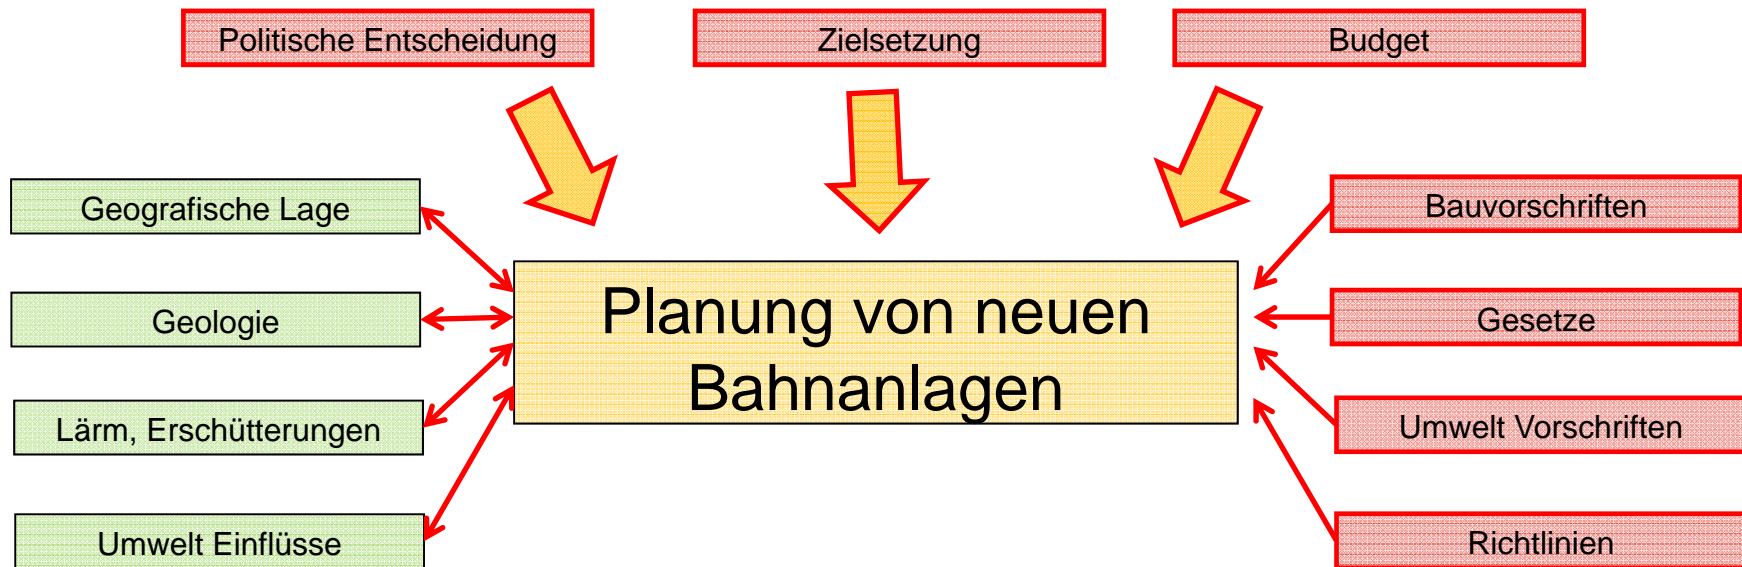 Politische Entscheidung
Zielsetzung
Budget
Geografische Lage
Bauvorschriften
Planung von neuen
Bahnanlagen
Geologie
Gesetze
Lärm, Erschütterungen
Umwelt Vorschriften
Umwelt Einflüsse
Richtlinien